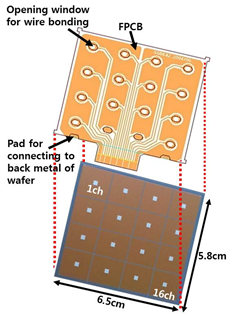 Opening window
for wire bonding
FPCB
Pad for
connecting to
back metal of
wafer
1ch
16ch
5.8cm
6.5cm